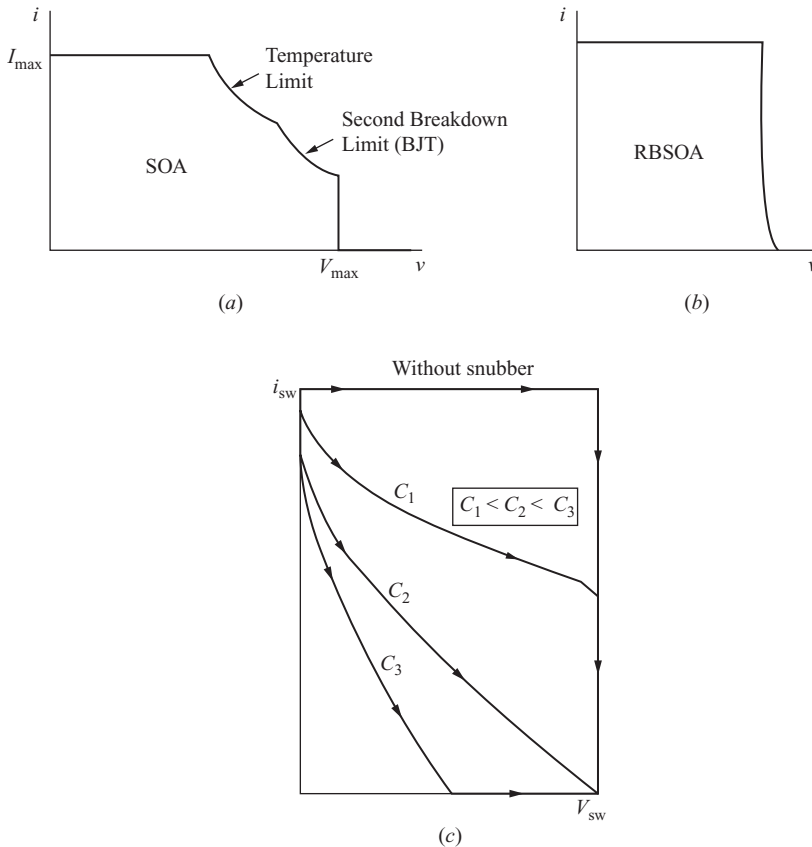 i
I_max
Temperature
Limit
Second Breakdown
Limit (BJT)
SOA
V_max
v
(a)
i
RBSOA
v
(b)
Without snubber
i_sw
C_1
C_1 < C_2 < C_3
C_2
C_3
V_sw
(c)